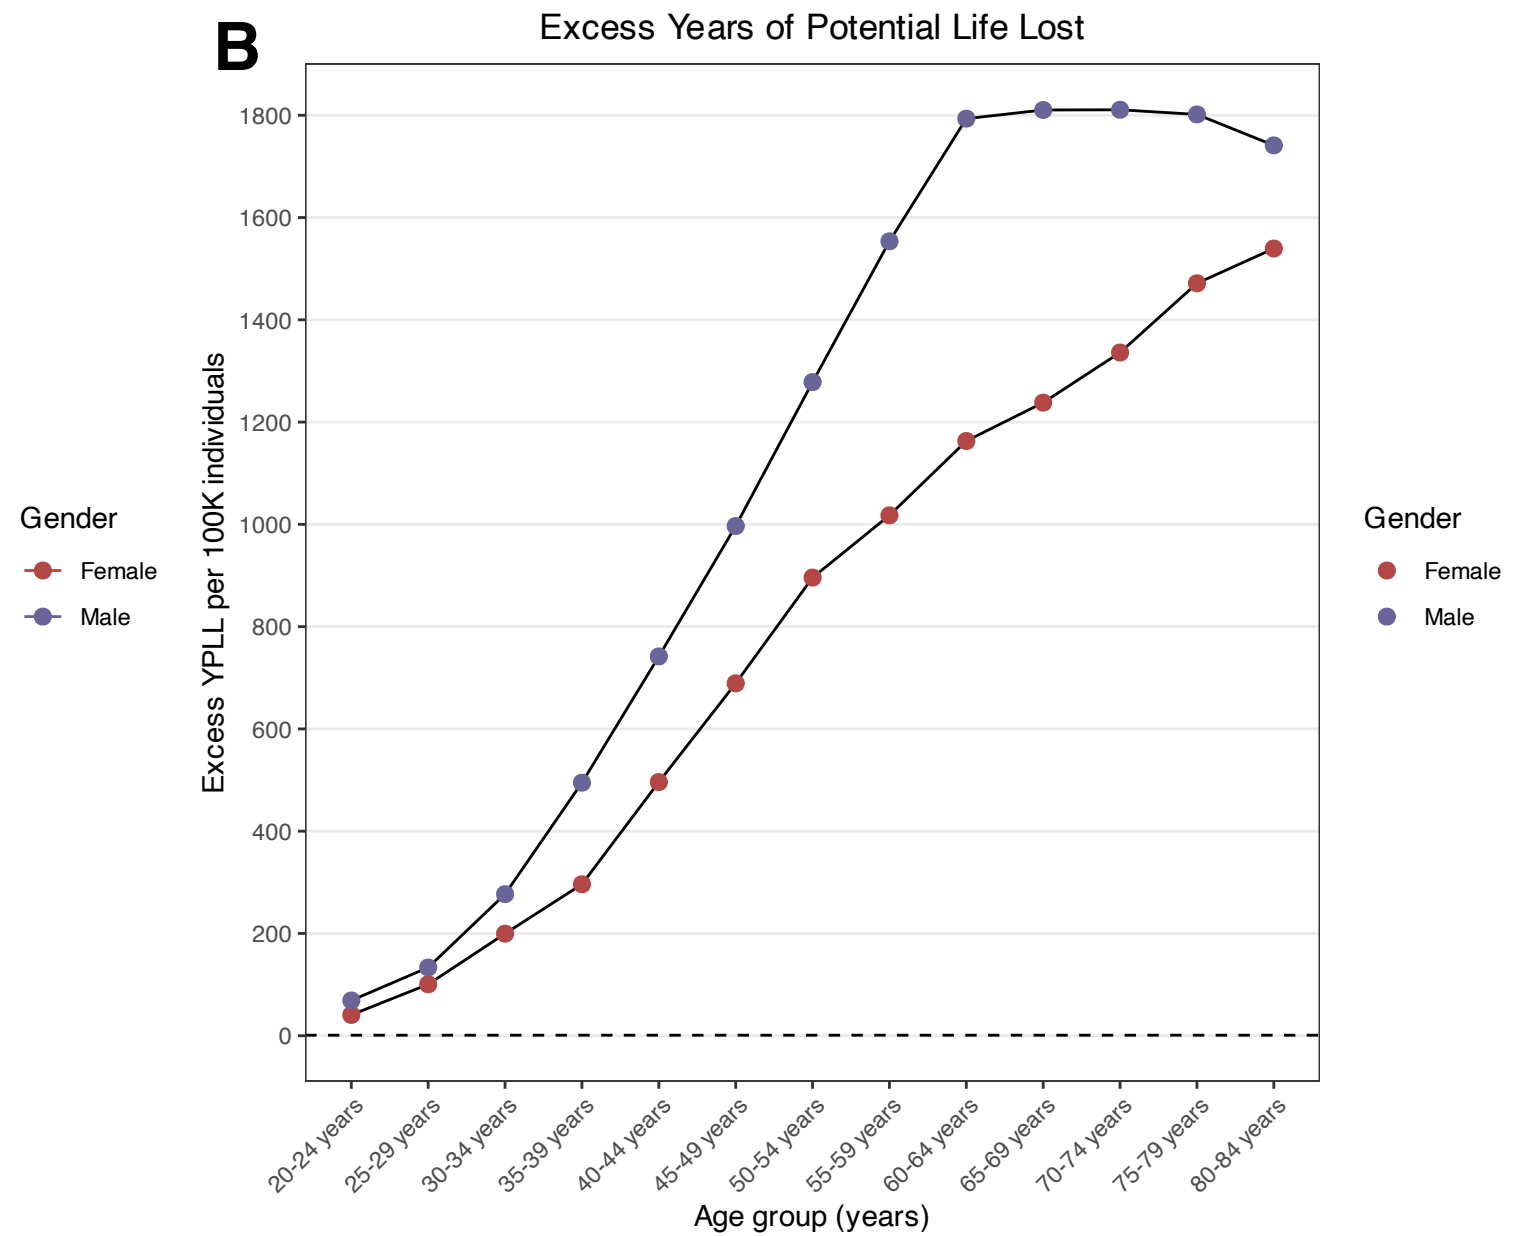 B
Excess Years of Potential Life Lost
Excess YPLL per 100K individuals
1800
1600
1400
1200
1000
800
600
400
200
0
20-24 years
25-29 years
30-34 years
35-39 years
40-44 years
45-49 years
50-54 years
55-59 years
60-64 years
65-69 years
70-74 years
75-79 years
80-84 years
Age group (years)
Gender
Female
Male
Gender
Female
Male